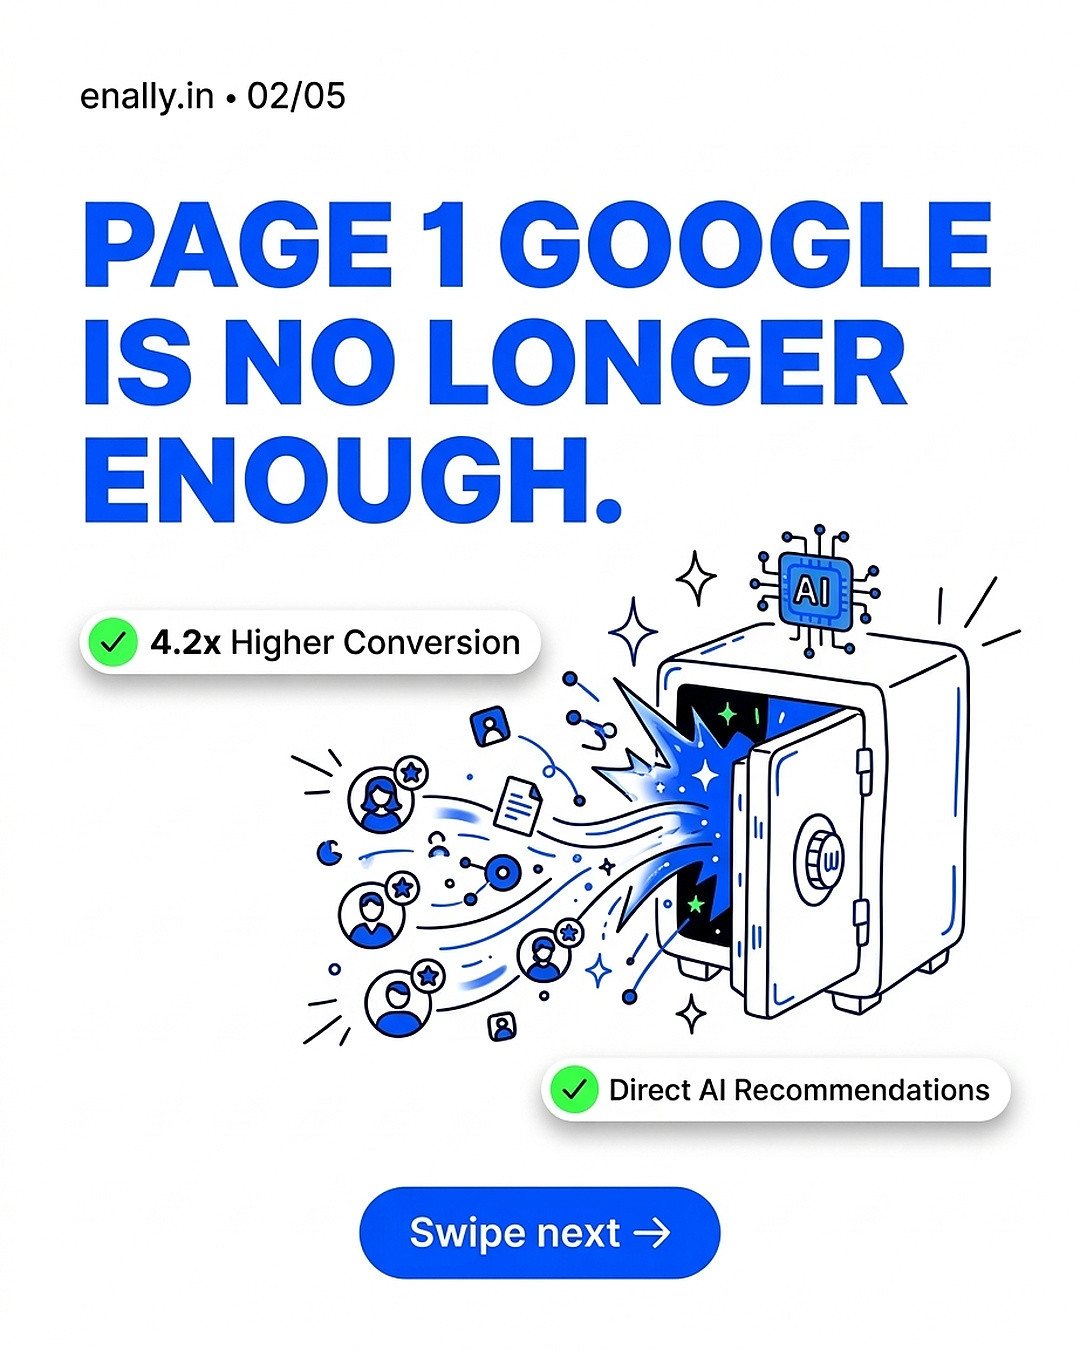 enally.in • 02/05
PAGE 1 GOOGLE
IS NO LONGER
ENOUGH.
AI
4.2x Higher Conversion
W
Direct AI Recommendations
Swipe next →